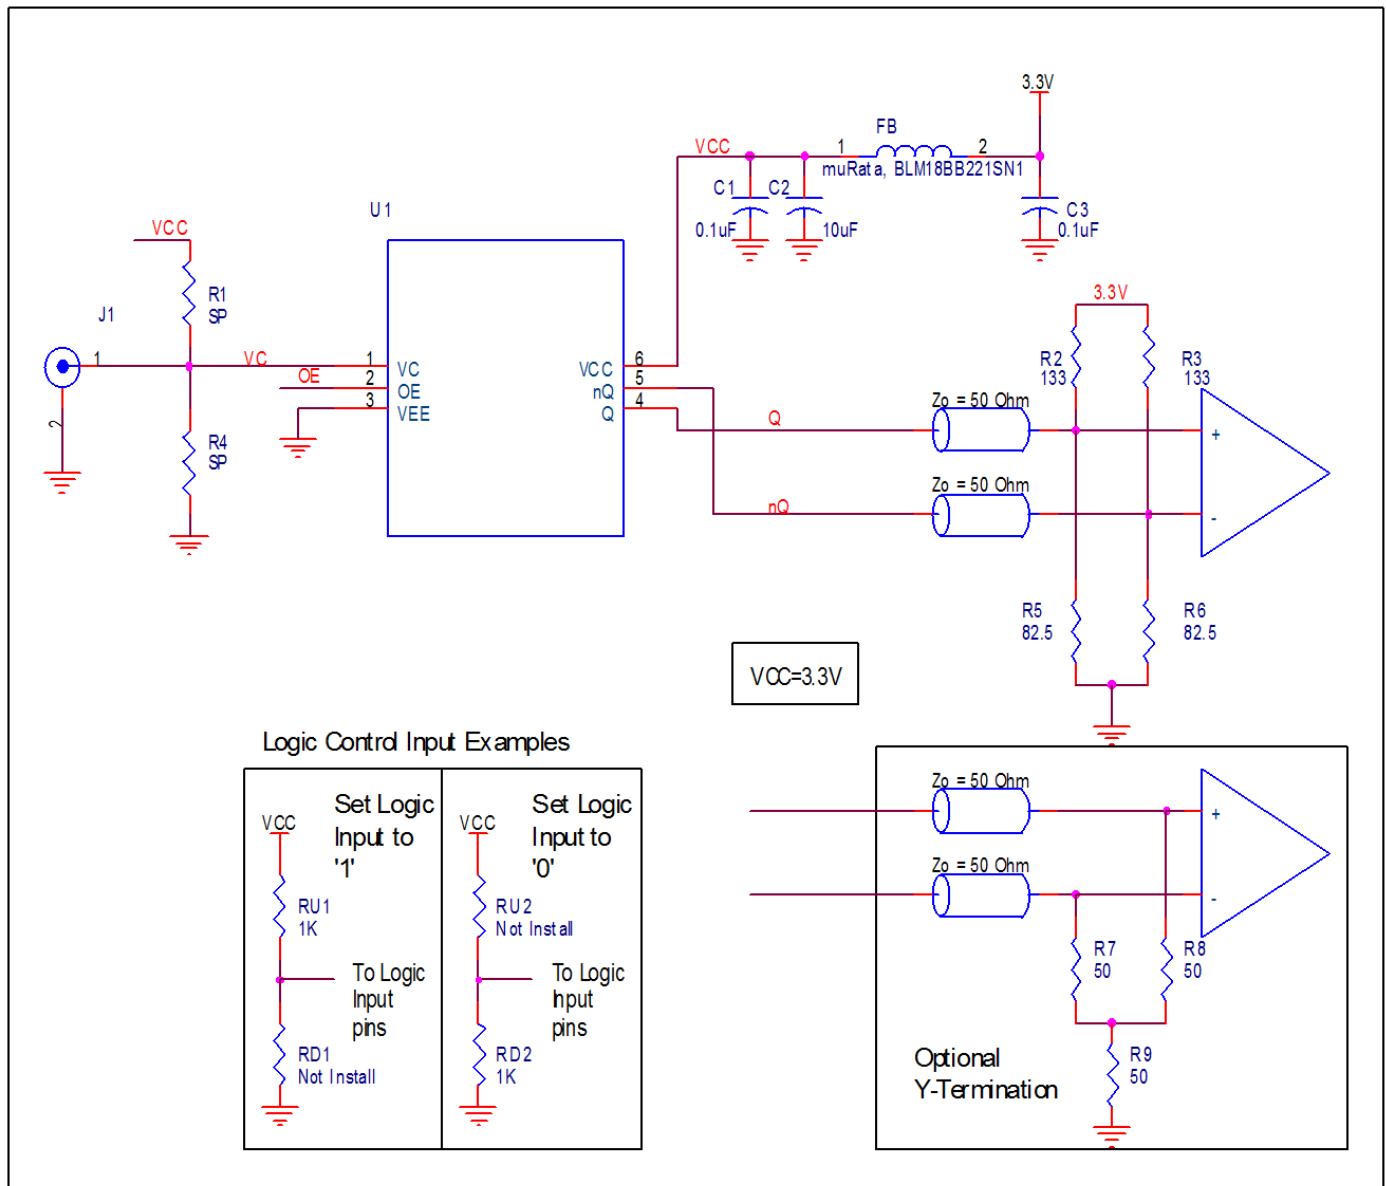 3.3V
FB
VCC
1
2
muRata, BLM18BB221SN1
C1
C2
0.1uF
10uF
C3
0.1uF
U1
VCC
R1
SP
J1
1
2
VC
OE
R4
SP
1
2
3
VC
OE
VEE
VCC
nQ
Q
6
5
4
3.3V
R2
133
R3
133
Zo = 50 Ohm
Q
+
Zo = 50 Ohm
nQ
-
R5
82.5
R6
82.5
VCC=3.3V
Logic Control Input Examples
VCC
Set Logic
Input to
'1'
RU1
1K
To Logic
Input
pins
RD1
Not Install
VCC
Set Logic
Input to
'0'
RU2
Not Install
To Logic
Input
pins
RD2
1K
Zo = 50 Ohm
+
Zo = 50 Ohm
-
R7
50
R8
50
R9
50
Optional
Y-Termination